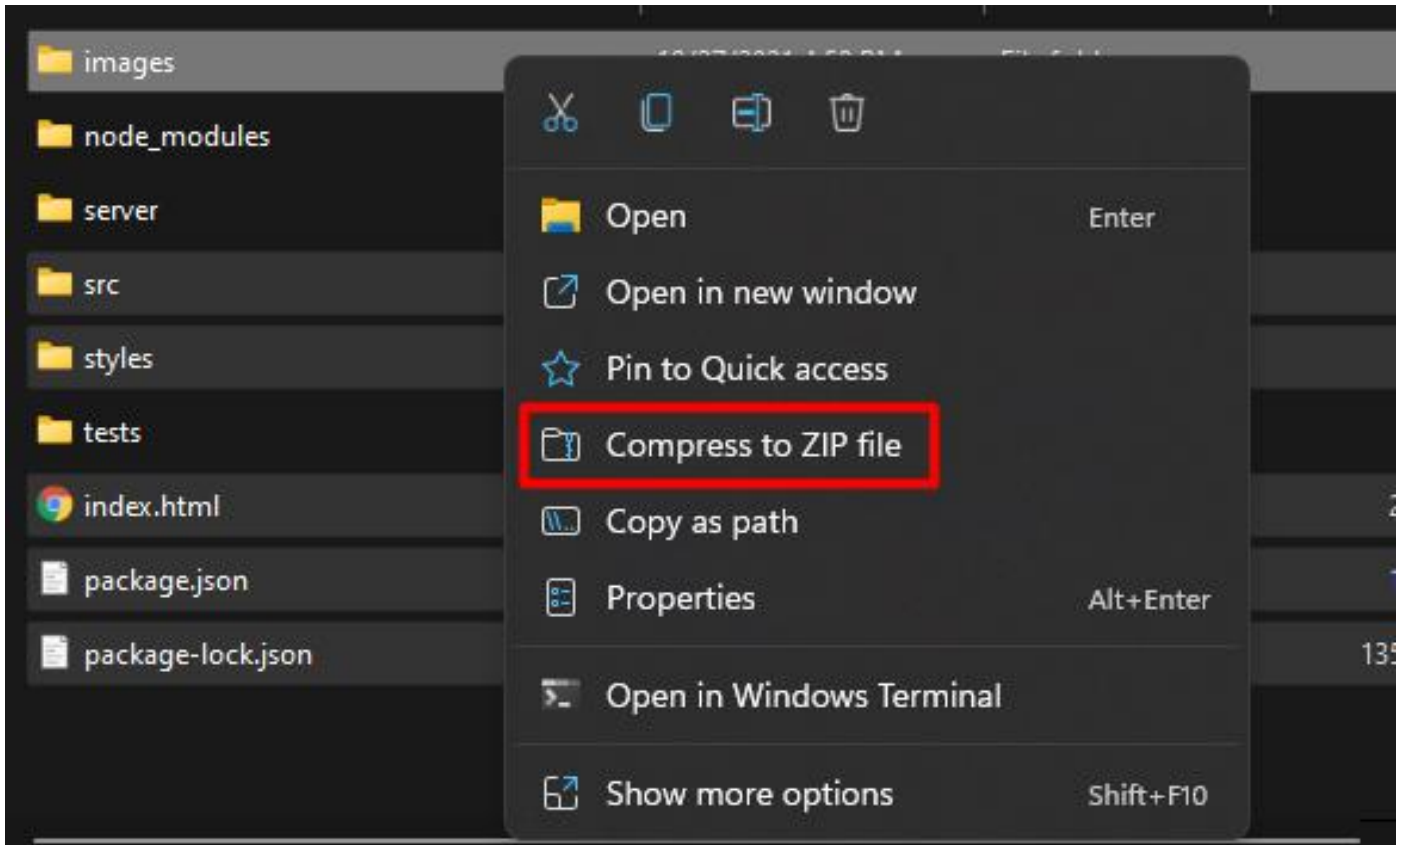 images
node_modules
server
src
styles
tests
index.html
package.json
package-lock.json
135
Open Enter
Open in new window
Pin to Quick access
Compress to ZIP file
Copy as path
Properties Alt+Enter
Open in Windows Terminal
Show more options Shift+F10